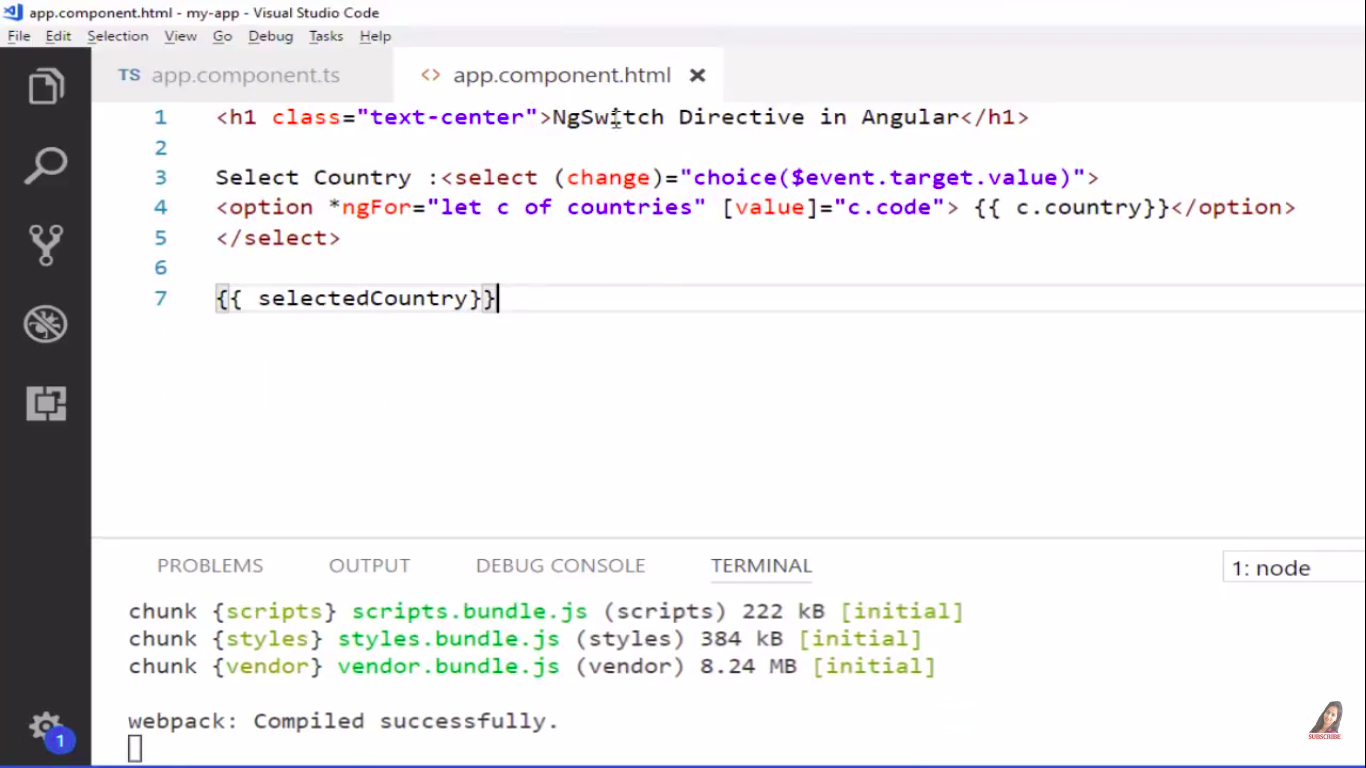 app.component.html - my-app - Visual Studio Code
File Edit Selection View Go Debug Tasks Help
TS app.component.ts <> app.component.html ×
1 <h1 class="text-center">NgSwitch Directive in Angular</h1>
2
3 Select Country :<select (change)="choice($event.target.value)">
4 <option *ngFor="let c of countries" [value]="c.code"> {{ c.country}}</option>
5 </select>
6
7 {{ selectedCountry}}
PROBLEMS OUTPUT DEBUG CONSOLE TERMINAL 1: node
chunk {scripts} scripts.bundle.js (scripts) 222 kB [initial]
chunk {styles} styles.bundle.js (styles) 384 kB [initial]
chunk {vendor} vendor.bundle.js (vendor) 8.24 MB [initial]
webpack: Compiled successfully.
1
SUBSCRIBE